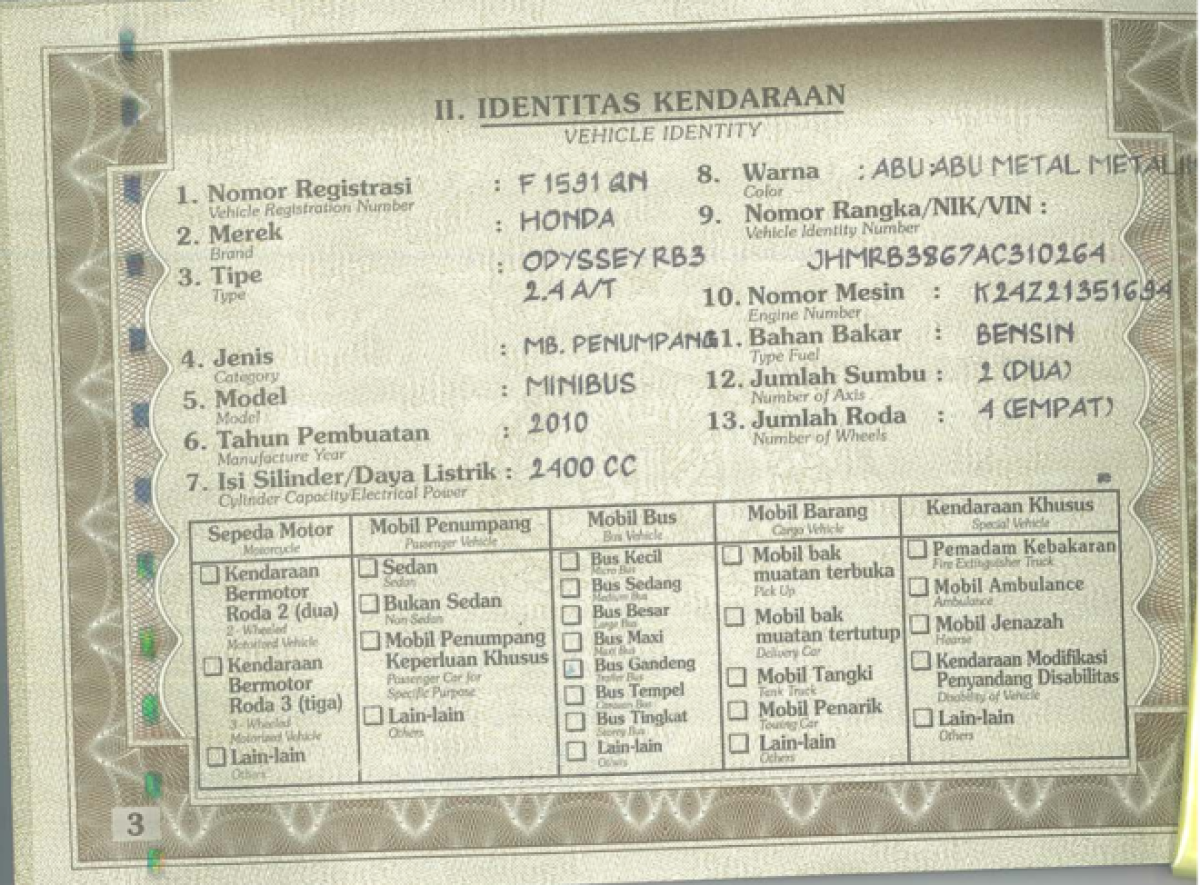 II. IDENTITAS KENDARAAN
VEHICLE IDENTITY
1. Nomor Registrasi : F 1591 QN
Vehicle Registration Number
2. Merek : HONDA
Brand
3. Tipe : ODYSSEY RB3
Type
2.4 A/T
4. Jenis : MB. PENUMPANG
Category
5. Model : MINIBUS
Model
6. Tahun Pembuatan : 2010
Manufacture Year
7. Isi Silinder/Daya Listrik : 2400 CC
Cylinder Capacity/Electrical Power
8. Warna : ABU:ABU METAL
Color
9. Nomor Rangka/NIK/VIN :
Vehicle Identity Number
JHMRB3867AC310264
10. Nomor Mesin : K24Z21351694
Engine Number
11. Bahan Bakar : BENSIN
Type Fuel
12. Jumlah Sumbu : 2 (DUA)
Number of Axis
13. Jumlah Roda : 4 (EMPAT)
Number of Wheels
Sepeda Motor
Motorcycle
Kendaraan
Bermotor
Roda 2 (dua)
2 - Wheeled
Motorized Vehicle
Kendaraan
Bermotor
Roda 3 (tiga)
3 - Wheeled
Motorized Vehicle
Lain-lain
Others
Mobil Penumpang
Passenger Vehicle
Sedan
Sedan
Bukan Sedan
Non Sedan
Mobil Penumpang
Keperluan Khusus
Passenger Car for
Specific Purpose
Lain-lain
Others
Mobil Bus
Bus Vehicle
Bus Kecil
Micro Bus
Bus Sedang
Medium Bus
Bus Besar
Large Bus
Bus Maxi
Maxi Bus
Bus Gandeng
Trailer Bus
Bus Tempel
Caravan Bus
Bus Tingkat
Storey Bus
Lain-lain
Others
Mobil Barang
Cargo Vehicle
Mobil bak
muatan terbuka
Pick Up
Mobil bak
muatan tertutup
Delivery Car
Mobil Tangki
Tank Truck
Mobil Penarik
Towing Car
Lain-lain
Others
Kendaraan Khusus
Special Vehicle
Pemadam Kebakaran
Fire Extinguisher Truck
Mobil Ambulance
Ambulance
Mobil Jenazah
Hearse
Kendaraan Modifikasi
Penyandang Disabilitas
Disability of Vehicle
Lain-lain
Others
3